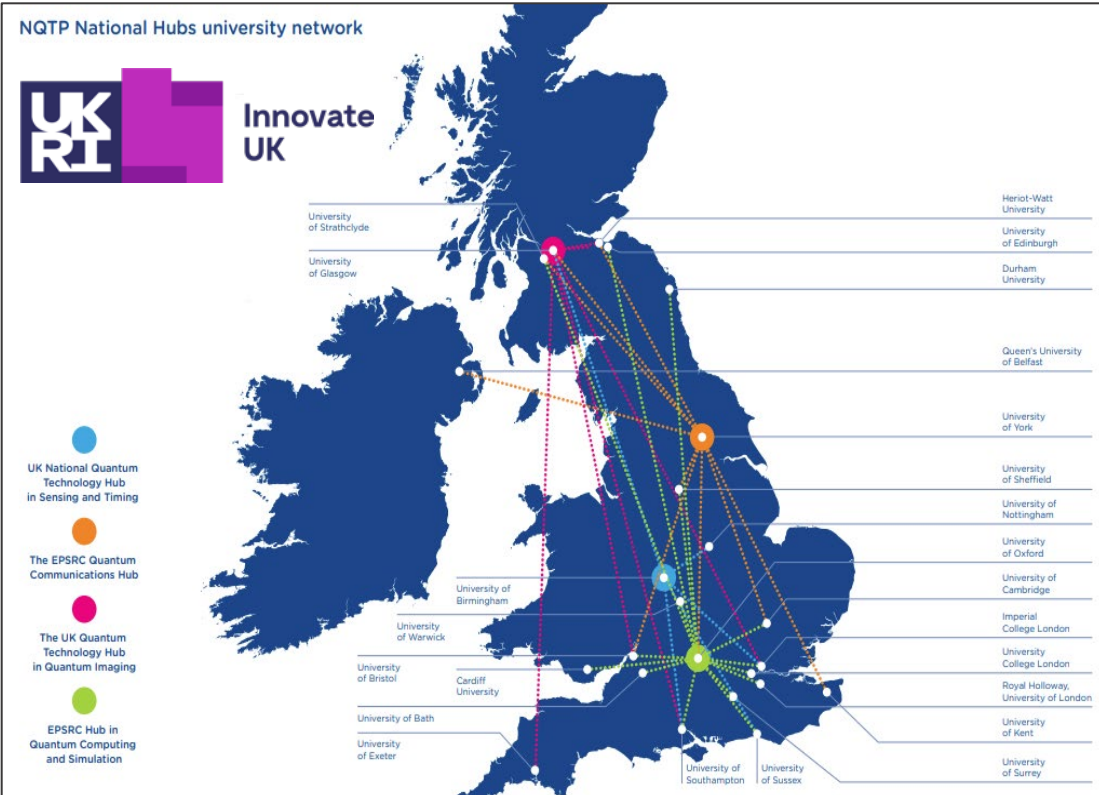 NQTP National Hubs university network
UK
RI
Innovate
UK
University
of Strathclyde
University
of Glasgow
Heriot-Watt
University
University
of Edinburgh
Durham
University
Queen's University
of Belfast
University
of York
University
of Sheffield
University of
Nottingham
University
of Oxford
University of
Cambridge
Imperial
College London
University
College London
Royal Holloway,
University of London
University
of Kent
University
of Surrey
UK National Quantum
Technology Hub
in Sensing and Timing
The EPSRC Quantum
Communications Hub
The UK Quantum
Technology Hub
in Quantum Imaging
EPSRC Hub in
Quantum Computing
and Simulation
University of
Birmingham
University
of Warwick
University
of Bristol
Cardiff
University
University of Bath
University
of Exeter
University of
Southampton
University
of Sussex